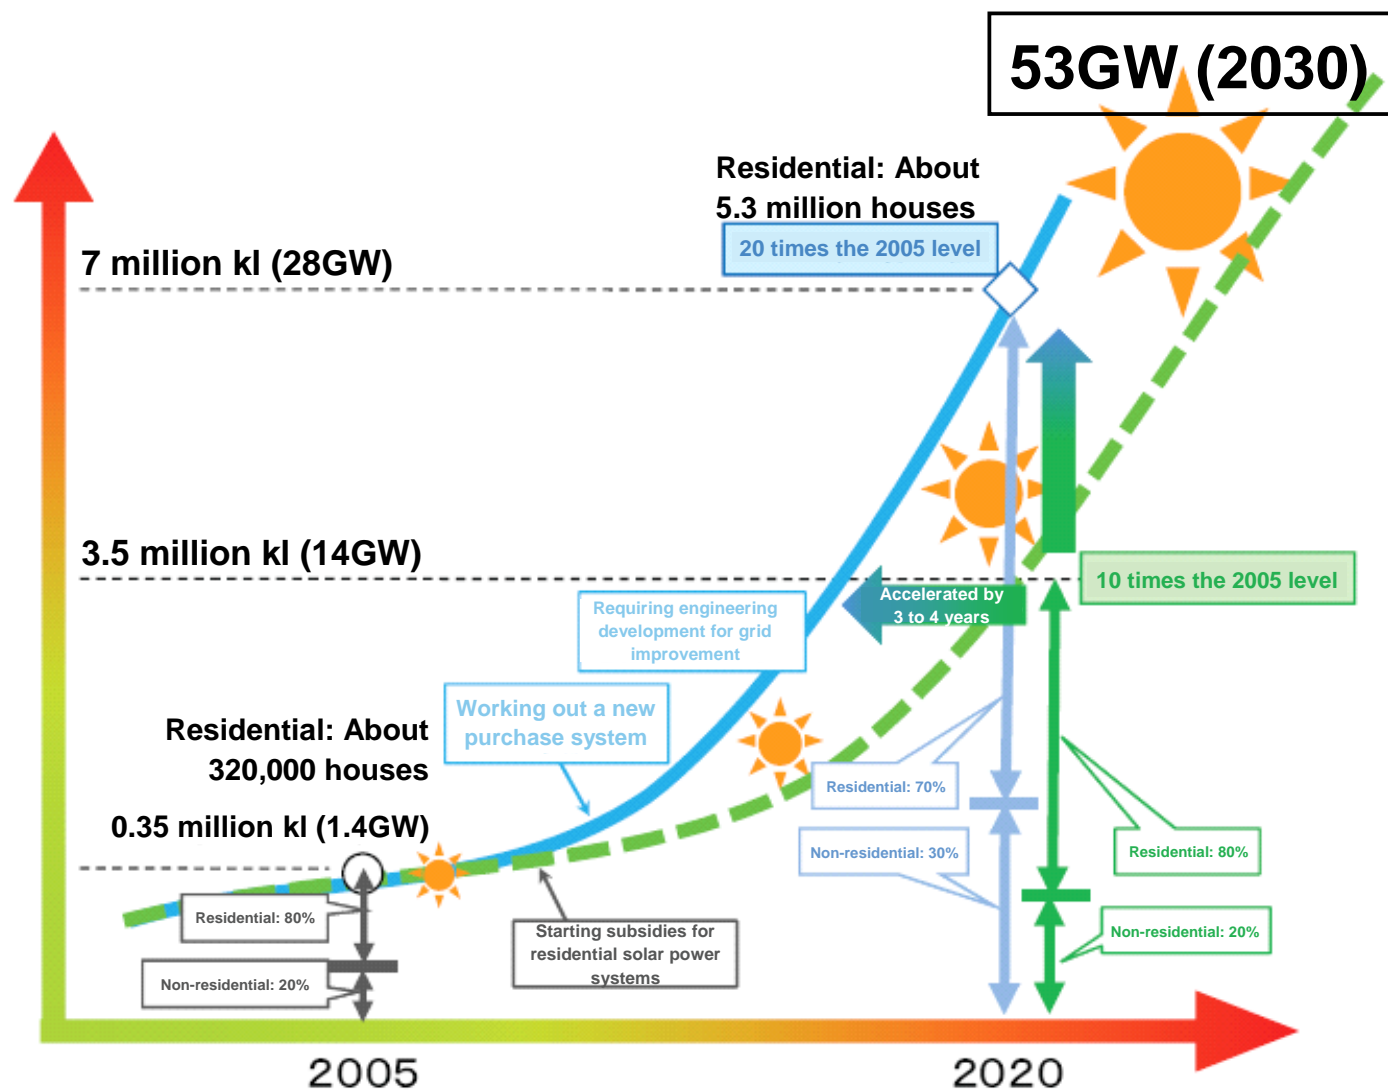 53GW (2030)
Residential: About
5.3 million houses
20 times the 2005 level
7 million kl (28GW)
3.5 million kl (14GW)
10 times the 2005 level
Accelerated by
3 to 4 years
Requiring engineering
development for grid
improvement
Working out a new
purchase system
Residential: About
320,000 houses
0.35 million kl (1.4GW)
Residential: 70%
Non-residential: 30%
Residential: 80%
Non-residential: 20%
Residential: 80%
Non-residential: 20%
Starting subsidies for
residential solar power
systems
2005
2020